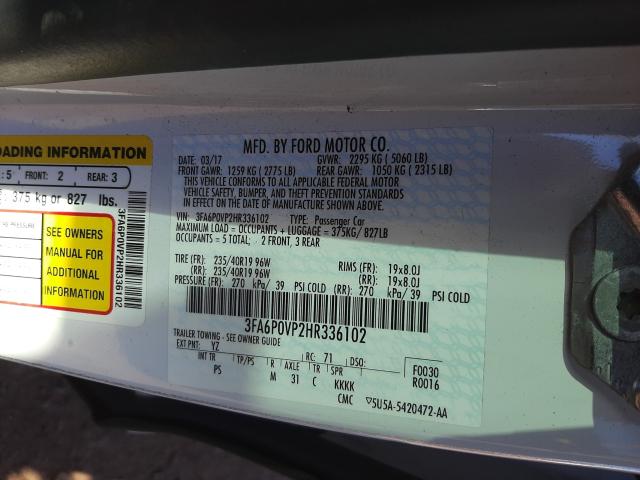 MFD. BY FORD MOTOR CO.
DATE: 03/17 GVWR: 2295 KG ( 5060 LB)
FRONT GAWR: 1259 KG ( 2775 LB) REAR GAWR: 1050 KG ( 2315 LB)
THIS VEHICLE CONFORMS TO ALL APPLICABLE FEDERAL MOTOR
VEHICLE SAFETY, BUMPER, AND THEFT PREVENTION STANDARDS
IN EFFECT ON THE DATE OF MANUFACTURE SHOWN ABOVE.
VIN: 3FA6P0VP2HR336102 TYPE: Passenger Car
MAXIMUM LOAD = OCCUPANTS + LUGGAGE = 375KG/ 827LB
OCCUPANTS = 5 TOTAL; 2 FRONT, 3 REAR
TIRE (FR): 235/40R19 96W RIMS (FR): 19x8.0J
TIRE (RR): 235/40R19 96W (RR): 19x8.0J
PRESSURE (FR): 270 kPa/ 39 PSI COLD (RR): 270 kPa/39 PSI COLD
3FA6P0VP2HR336102
TRAILER TOWING - SEE OWNER GUIDE
EXT PNT: YZ RC: 71 DSO:
INT TR TP/PS R AXLE TR SPR
PS M 31 C KKKK
F0030
R0016
CMC 5U5A-5420472-AA
OADING INFORMATION
: 5 FRONT: 2 REAR: 3
375 kg or 827 lbs.
SEE OWNERS
MANUAL FOR
ADDITIONAL
INFORMATION
3FA6P0VP2HR336102